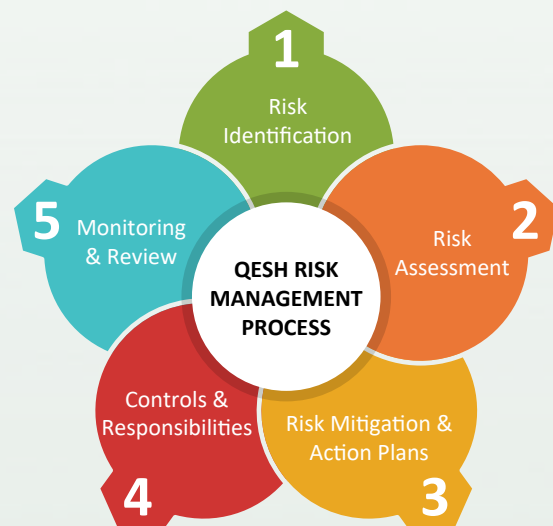 1
Risk
Identification
2
Risk
Assessment
3
Risk Mitigation &
Action Plans
4
Controls &
Responsibilities
5
Monitoring
& Review
QESH RISK
MANAGEMENT
PROCESS